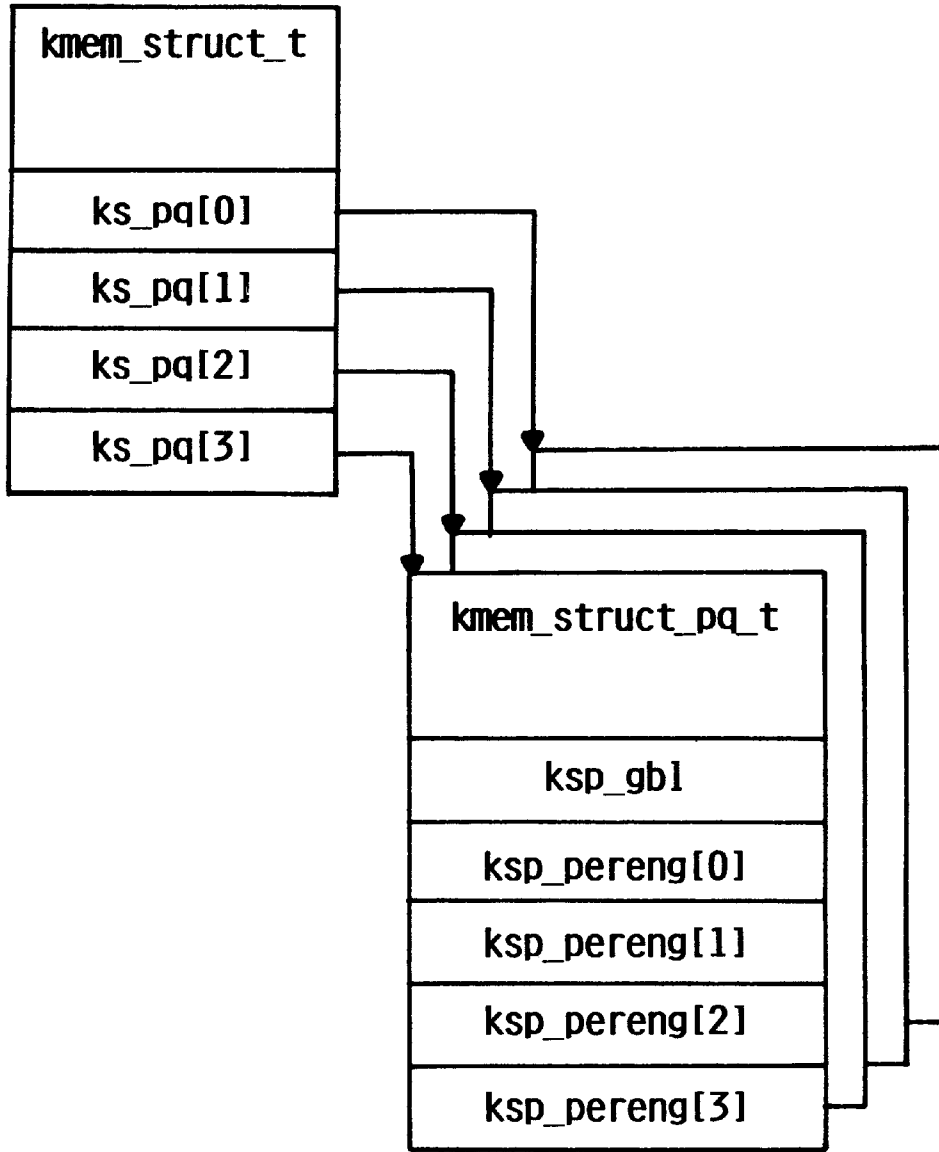 kmem_struct_t
ks_pq[0]
ks_pq[1]
ks_pq[2]
ks_pq[3]
kmem_struct_pq_t
ksp_gbl
ksp_pereng[0]
ksp_pereng[1]
ksp_pereng[2]
ksp_pereng[3]